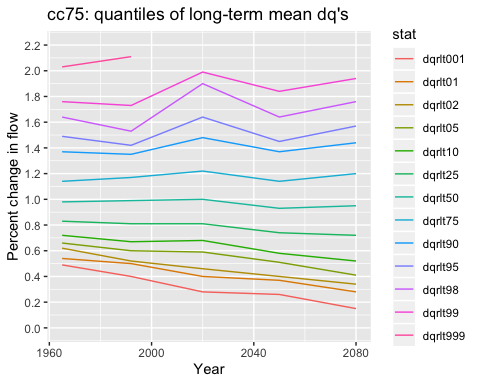 cc75: quantiles of long-term mean dq's
Percent change in flow
2.2
2.0
1.8
1.6
1.4
1.2
1.0
0.8
0.6
0.4
0.2
0.0
1960
2000
2040
2080
Year
stat
dqrlt001
dqrlt01
dqrlt02
dqrlt05
dqrlt10
dqrlt25
dqrlt50
dqrlt75
dqrlt90
dqrlt95
dqrlt98
dqrlt99
dqrlt999